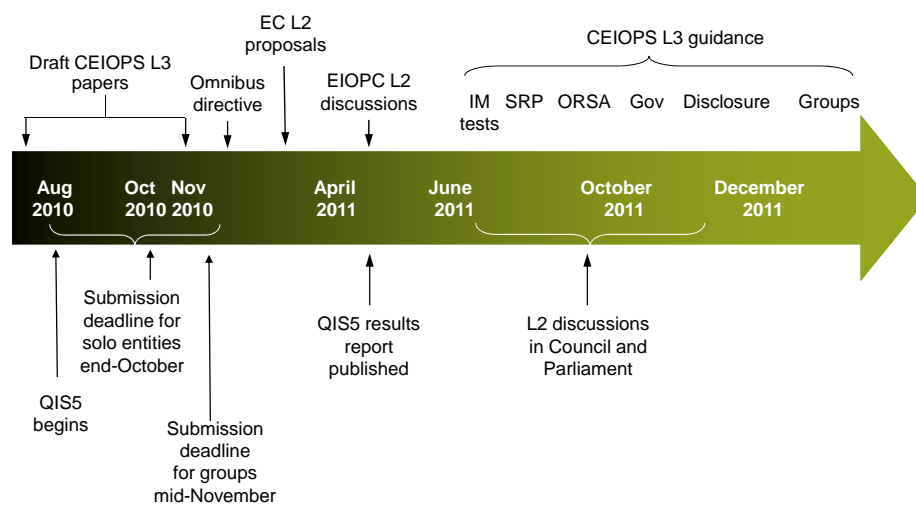 EC L2
proposals
CEIOPS L3 guidance
Draft CEIOPS L3
papers
Omnibus
directive
EIOPC L2
discussions
IM SRP ORSA Gov Disclosure Groups
tests
Aug Oct Nov April June October December
2010 2010 2010 2011 2011 2011 2011
Submission
deadline for
solo entities
end-October
QIS5 results
report
published
L2 discussions
in Council and
Parliament
QIS5
begins
Submission
deadline
for groups
mid-November